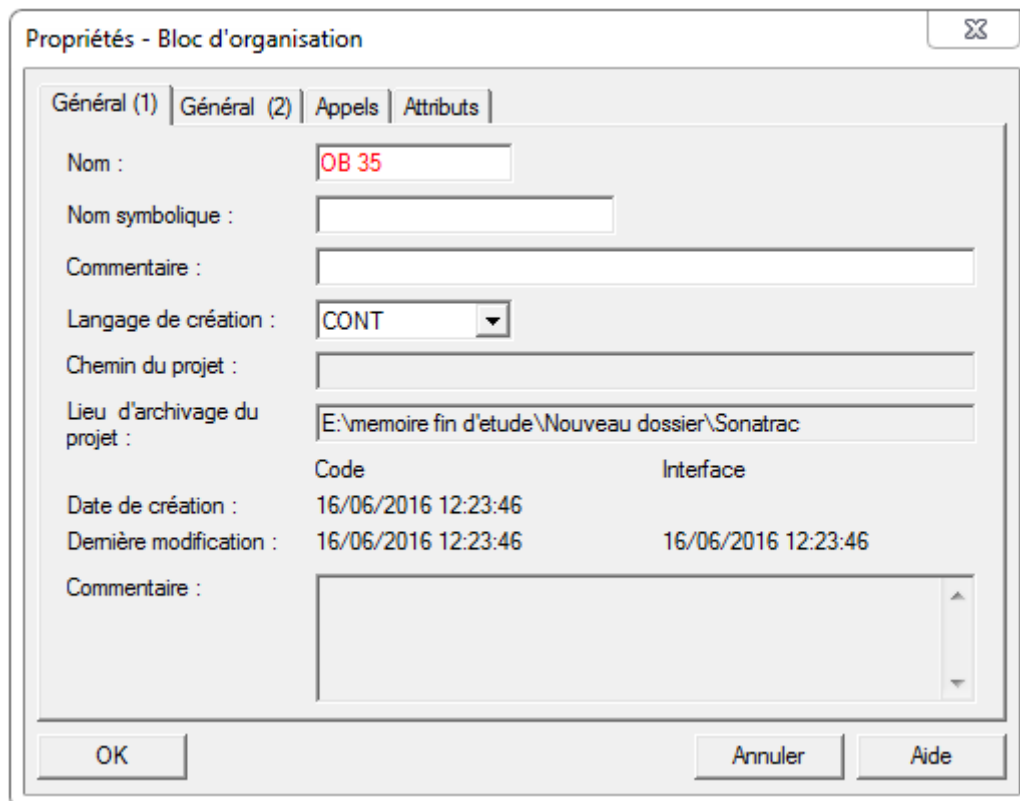 Propriétés - Bloc d'organisation
Général (1) Général (2) Appels Attributs
Nom : OB 35
Nom symbolique :
Commentaire :
Langage de création : CONT
Chemin du projet :
Lieu d'archivage du
projet : E:\memoire fin d'etude\Nouveau dossier\Sonatrac
Code Interface
Date de création : 16/06/2016 12:23:46
Dernière modification : 16/06/2016 12:23:46 16/06/2016 12:23:46
Commentaire :
OK Annuler Aide